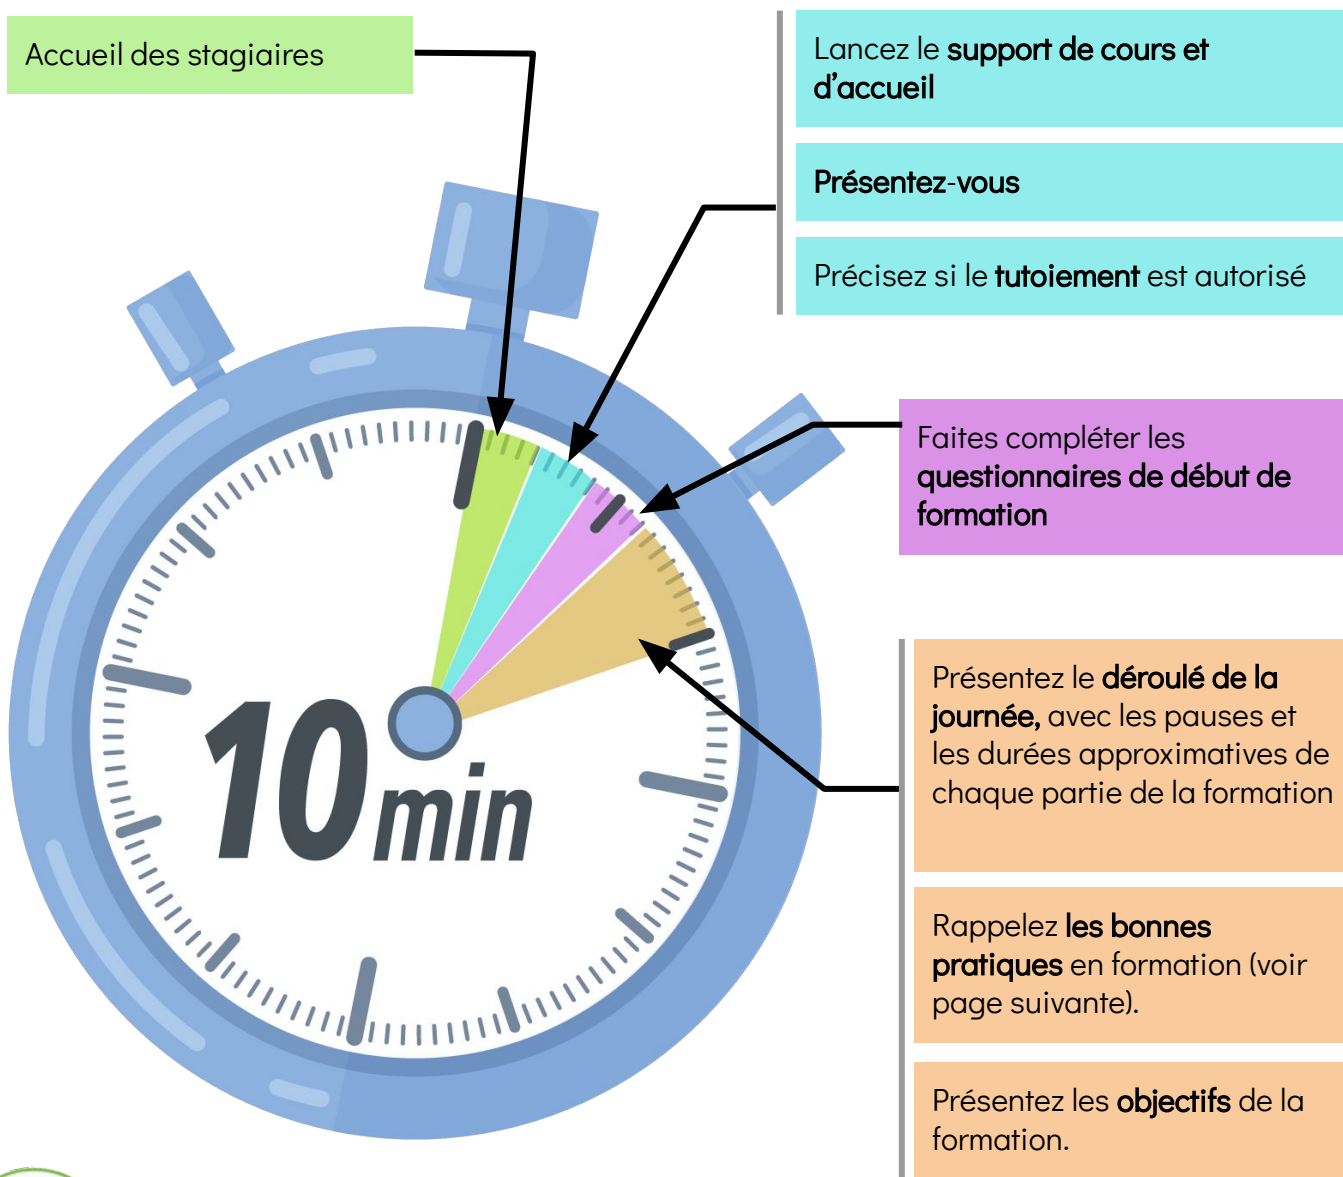 Accueil des stagiaires
Lancez le support de cours et
d'accueil
Présentez-vous
Précisez si le tutoiement est autorisé
Faites compléter les
questionnaires de début de
formation
10 min
Présentez le déroulé de la
journée, avec les pauses et
les durées approximatives de
chaque partie de la formation
Rappelez les bonnes
pratiques en formation (voir
page suivante).
Présentez les objectifs de la
formation.